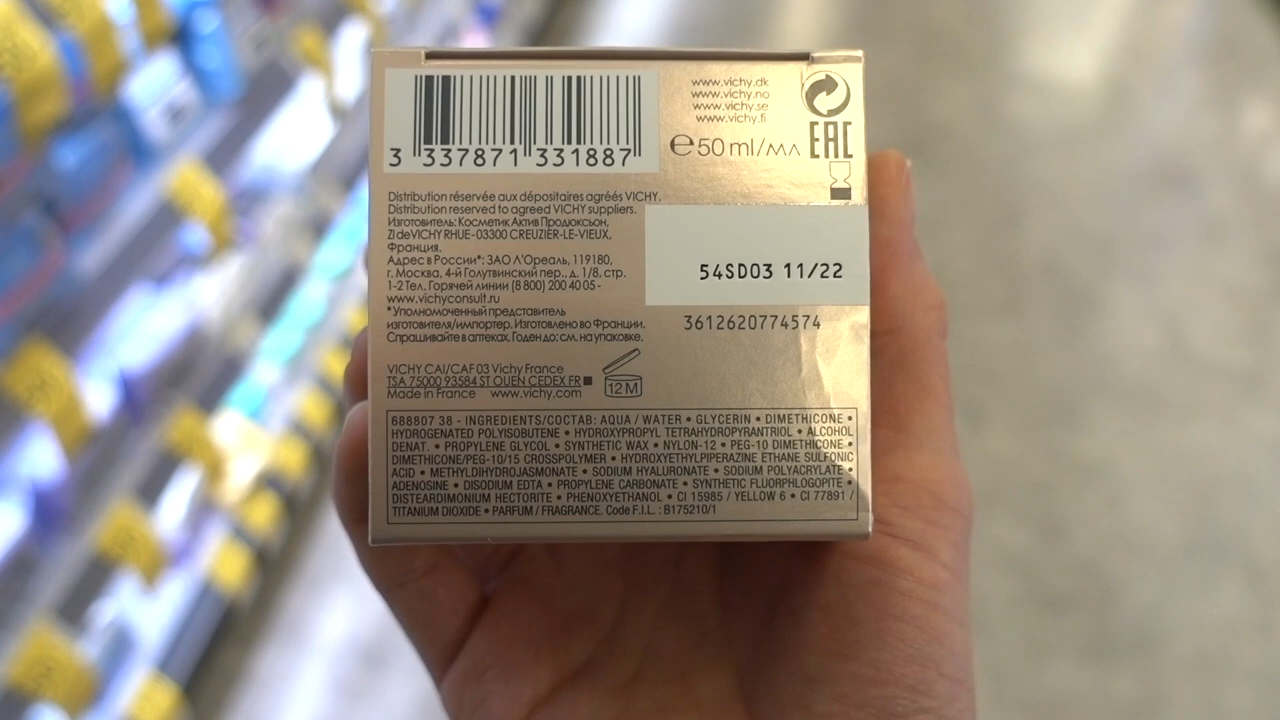 3 337871 331887
www.vichy.dk
www.vichy.no
www.vichy.se
www.vichy.fi
℮50 ml/мл
EAC
Distribution réservée aux dépositaires agréés VICHY.
Distribution reserved to agreed VICHY suppliers.
Изготовитель: Косметик Актив Продюксьон,
ZI de VICHY RHUE - 03300 CREUZIER-LE-VIEUX,
Франция.
Адрес в России*: ЗАО Л'Ореаль, 119180,
г. Москва, 4-й Голутвинский пер., д. 1/8, стр.
1-2 Тел. Горячей линии (8 800) 200 40 05 -
www.vichyconsult.ru
*Уполномоченный представитель
изготовителя/импортер. Изготовлено во Франции.
Спрашивайте в аптеках. Годен до: см. на упаковке.
54SD03 11/22
3612620774574
VICHY CAI/CAF 03 Vichy France
TSA 75000 93584 ST OUEN CEDEX FR
Made in France www.vichy.com
12 M
688807 38 - INGREDIENTS/СОСТАВ: AQUA / WATER • GLYCERIN • DIMETHICONE •
HYDROGENATED POLYISOBUTENE • HYDROXYPROPYL TETRAHYDROPYRANTRIOL • ALCOHOL
DENAT. • PROPYLENE GLYCOL • SYNTHETIC WAX • NYLON-12 • PEG-10 DIMETHICONE •
DIMETHICONE/PEG-10/15 CROSSPOLYMER • HYDROXYETHYLPIPERAZINE ETHANE SULFONIC
ACID • METHYLDIHYDROJASMONATE • SODIUM HYALURONATE • SODIUM POLYACRYLATE •
ADENOSINE • DISODIUM EDTA • PROPYLENE CARBONATE • SYNTHETIC FLUORPHLOGOPITE •
DISTEARDIMONIUM HECTORITE • PHENOXYETHANOL • CI 15985 / YELLOW 6 • CI 77891 /
TITANIUM DIOXIDE • PARFUM / FRAGRANCE. Code F.I.L. : B175210/1